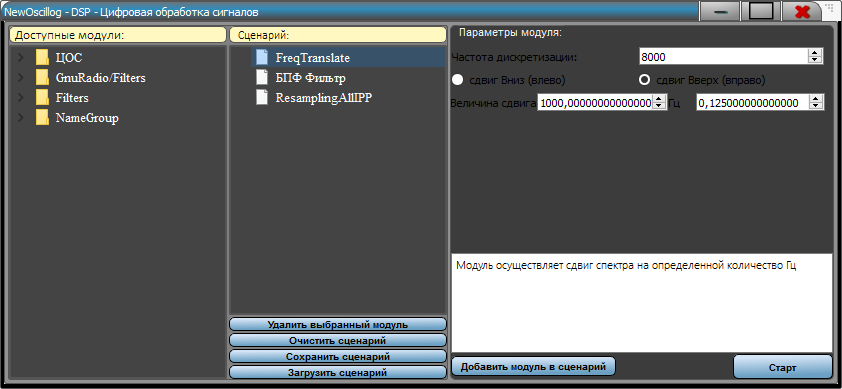 NewOscillog - DSP - Цифровая обработка сигналов
Доступные модули:
ЦОС
GnuRadio/Filters
Filters
NameGroup
Сценарий:
FreqTranslate
БПФ Фильтр
ResamplingAllIPP
Удалить выбранный модуль
Очистить сценарий
Сохранить сценарий
Загрузить сценарий
Параметры модуля:
Частота дискретизации: 8000
сдвиг Вниз (влево) сдвиг Вверх (вправо)
Величина сдвига 1000,00000000000000 Гц 0,125000000000000
Модуль осуществляет сдвиг спектра на определенной количество Гц
Добавить модуль в сценарий Старт